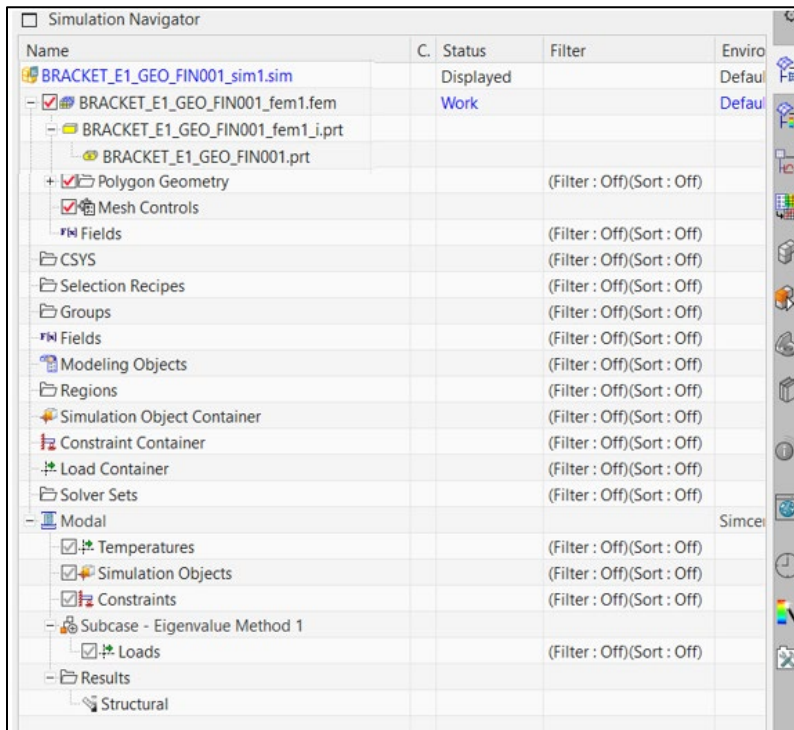 Simulation Navigator
Name C. Status Filter Enviro
BRACKET_E1_GEO_FIN001_sim1.sim Displayed Defaul
BRACKET_E1_GEO_FIN001_fem1.fem Work Defaul
BRACKET_E1_GEO_FIN001_fem1_i.prt
BRACKET_E1_GEO_FIN001.prt
Polygon Geometry (Filter : Off)(Sort : Off)
Mesh Controls
Fields (Filter : Off)(Sort : Off)
CSYS (Filter : Off)(Sort : Off)
Selection Recipes (Filter : Off)(Sort : Off)
Groups (Filter : Off)(Sort : Off)
Fields (Filter : Off)(Sort : Off)
Modeling Objects (Filter : Off)(Sort : Off)
Regions (Filter : Off)(Sort : Off)
Simulation Object Container (Filter : Off)(Sort : Off)
Constraint Container (Filter : Off)(Sort : Off)
Load Container (Filter : Off)(Sort : Off)
Solver Sets (Filter : Off)(Sort : Off)
Modal Simcer
Temperatures (Filter : Off)(Sort : Off)
Simulation Objects (Filter : Off)(Sort : Off)
Constraints (Filter : Off)(Sort : Off)
Subcase - Eigenvalue Method 1
Loads (Filter : Off)(Sort : Off)
Results
Structural